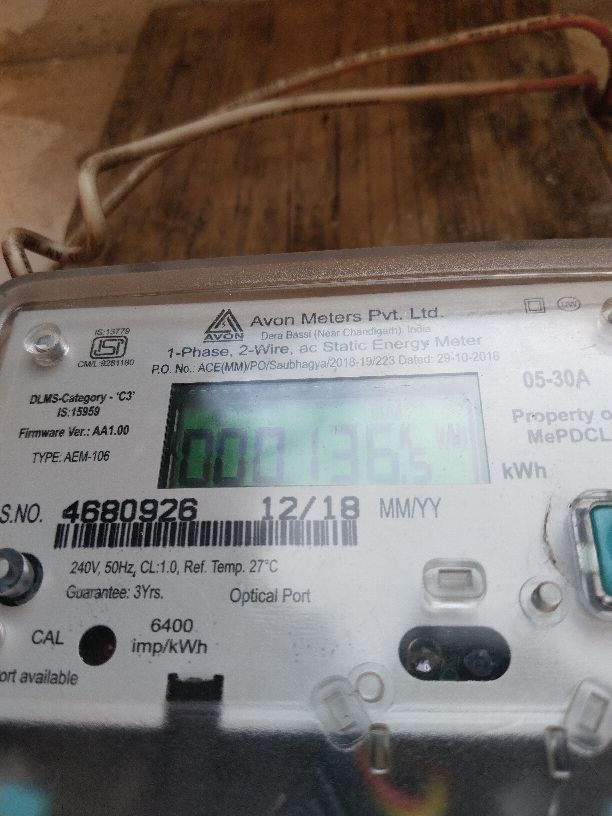 Avon Meters Pvt. Ltd.
AVON
Dera Bassi (Near Chandigarh), India
IS:13779
ISI
CM/L:9281180
1-Phase, 2-Wire, ac Static Energy Meter
P.O. No.: ACE(MM)/PO/Saubhagya/2018-19/223 Dated: 29-10-2018
DLMS-Category - 'C3'
IS:15959
Firmware Ver.: AA1.00
TYPE: AEM-106
05-30A
Property o
MePDCL
000136.5
kWh
S.NO. 4680926 12/18 MM/YY
240V, 50Hz, CL:1.0, Ref. Temp. 27°C
Guarantee: 3Yrs.
Optical Port
CAL
6400
imp/kWh
ort available